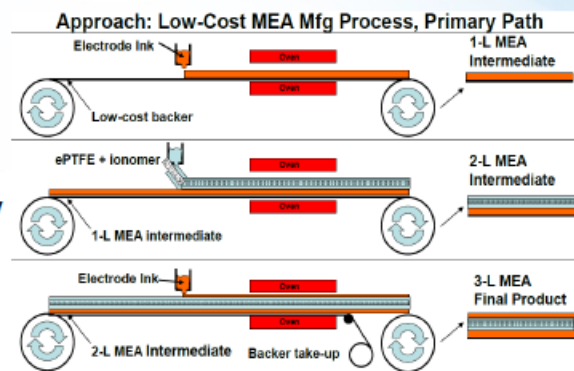 Approach: Low-Cost MEA Mfg Process, Primary Path
Electrode Ink
Oven
Oven
Low-cost backer
1-L MEA
Intermediate
ePTFE + ionomer
Oven
Oven
1-L MEA intermediate
2-L MEA
Intermediate
Electrode Ink
Oven
Oven
2-L MEA Intermediate
Backer take-up
3-L MEA
Final Product